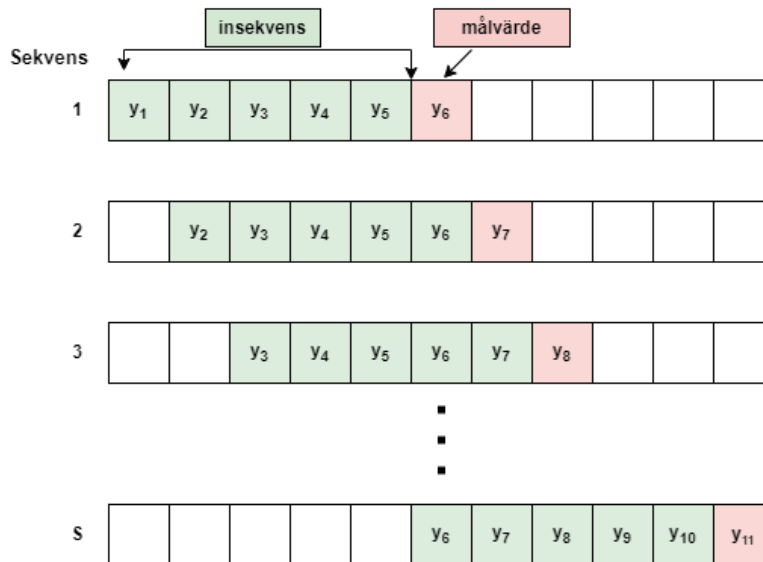 insekvens
målvärde
Sekvens
1 y₁ y₂ y₃ y₄ y₅ y₆
2 y₂ y₃ y₄ y₅ y₆ y₇
3 y₃ y₄ y₅ y₆ y₇ y₈
S y₆ y₇ y₈ y₉ y₁₀ y₁₁